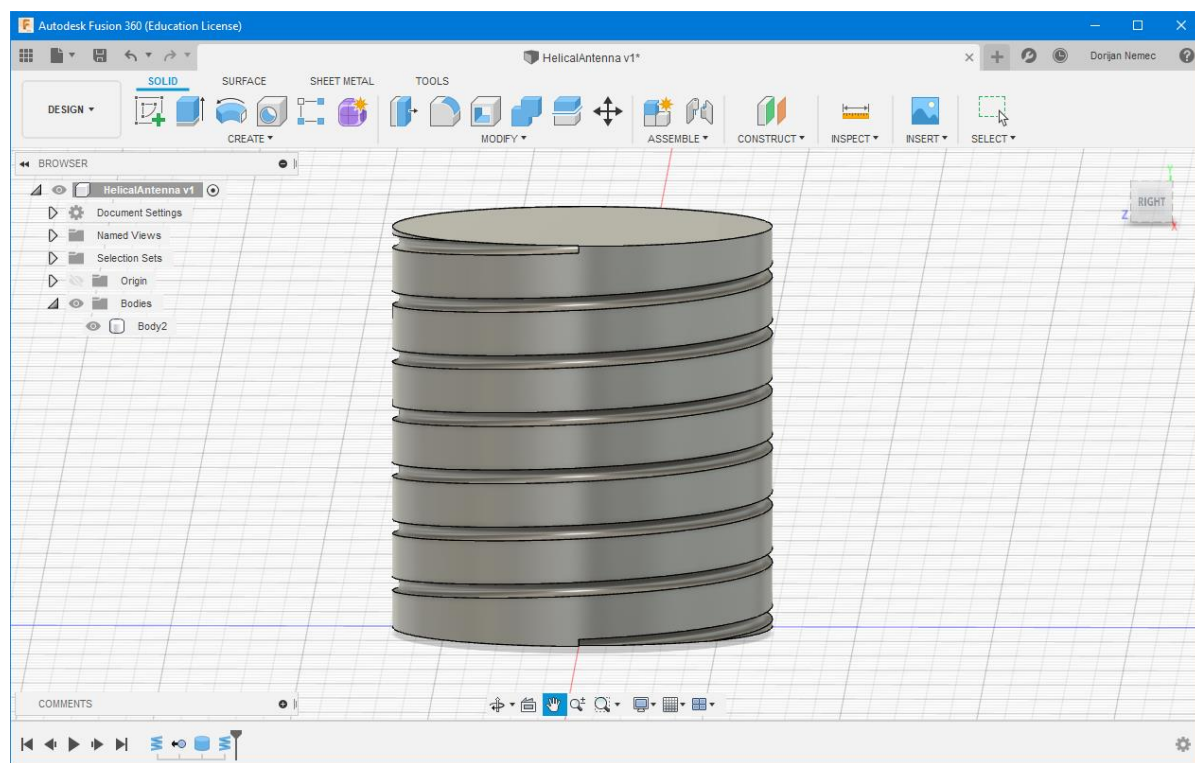 Autodesk Fusion 360 (Education License)
HelicalAntenna v1*
Dorijan Nemec
SOLID SURFACE SHEET METAL TOOLS
DESIGN
CREATE MODIFY ASSEMBLE CONSTRUCT INSPECT INSERT SELECT
BROWSER
HelicalAntenna v1
Document Settings
Named Views
Selection Sets
Origin
Bodies
Body2
Y
RIGHT
Z
X
COMMENTS